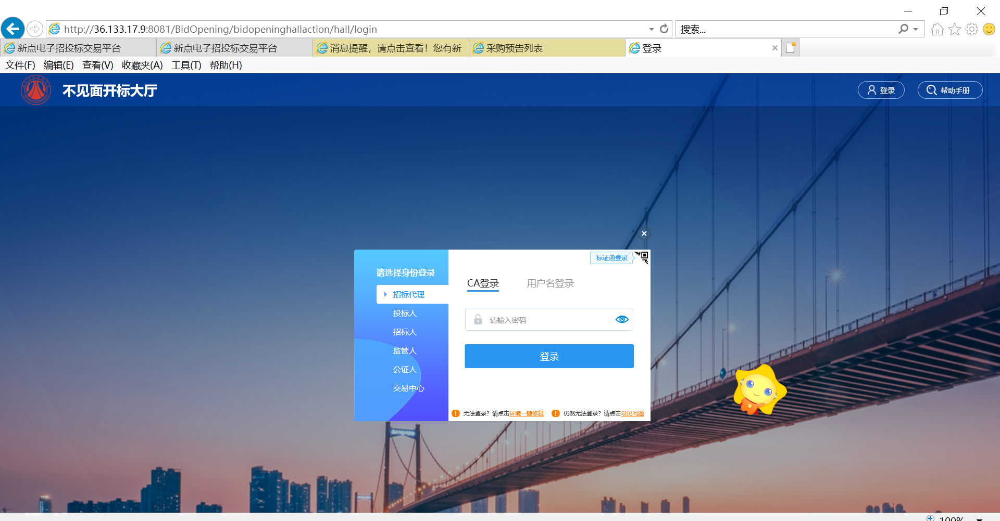 http://36.133.17.9:8081/BidOpening/bidopeninghallaction/hall/login
搜索...
新点电子招投标交易平台
新点电子招投标交易平台
消息提醒，请点击查看！您有新
采购预告列表
登录
文件(F) 编辑(E) 查看(V) 收藏夹(A) 工具(T) 帮助(H)
不见面开标大厅
登录
帮助手册
标证通登录
请选择身份登录
招标代理
投标人
招标人
监管人
公证人
交易中心
CA登录
用户名登录
请输入密码
登录
无法登录？请点击环境一键修复
仍然无法登录？请点击常见问题
100%